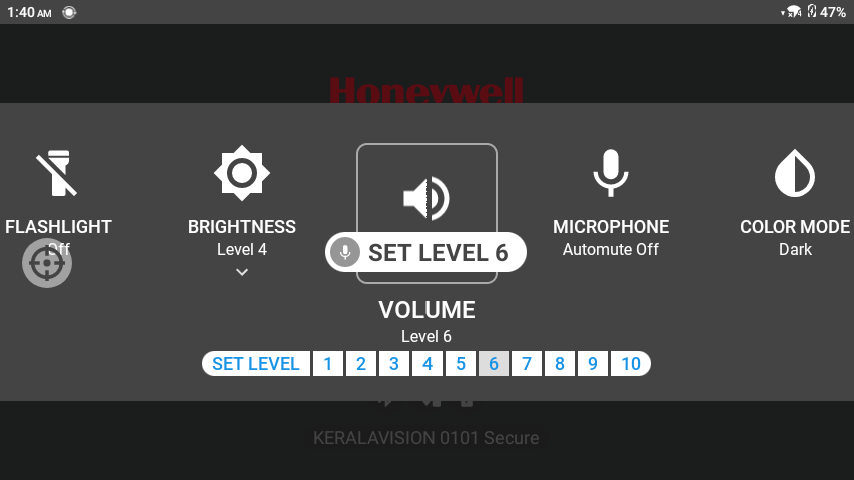 1:40 AM
47%
Honeywell
FLASHLIGHT
Off
BRIGHTNESS
Level 4
SET LEVEL 6
MICROPHONE
Automute Off
COLOR MODE
Dark
VOLUME
Level 6
SET LEVEL 1 2 3 4 5 6 7 8 9 10
KERALAVISION 0101 Secure